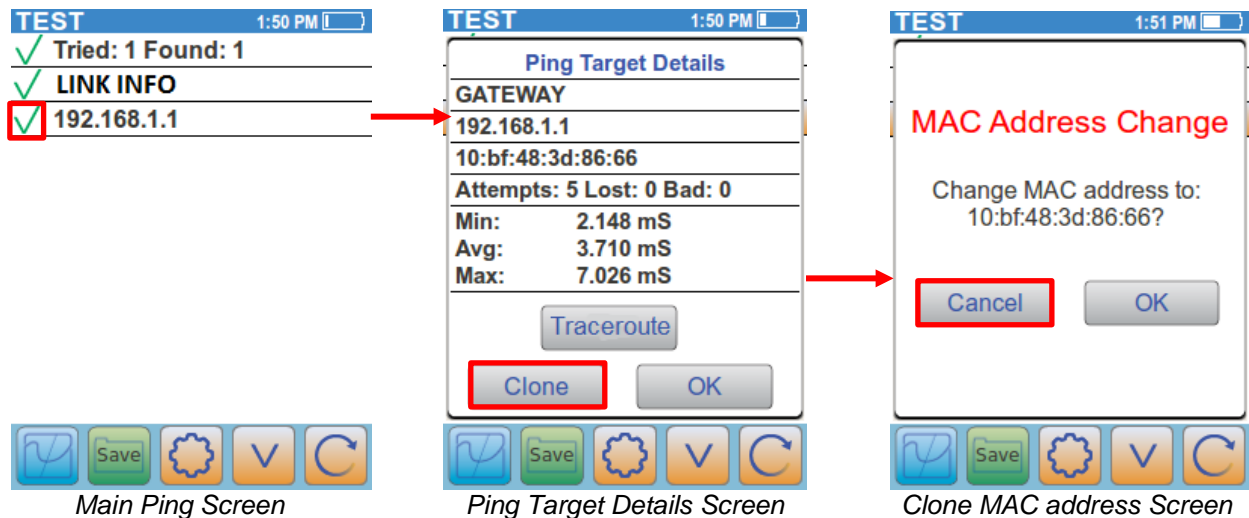 TEST 1:50 PM
Tried: 1 Found: 1
LINK INFO
192.168.1.1
Save
Main Ping Screen
TEST 1:50 PM
Ping Target Details
GATEWAY
192.168.1.1
10:bf:48:3d:86:66
Attempts: 5 Lost: 0 Bad: 0
Min: 2.148 mS
Avg: 3.710 mS
Max: 7.026 mS
Traceroute
Clone OK
Save
Ping Target Details Screen
TEST 1:51 PM
MAC Address Change
Change MAC address to:
10:bf:48:3d:86:66?
Cancel OK
Save
Clone MAC address Screen